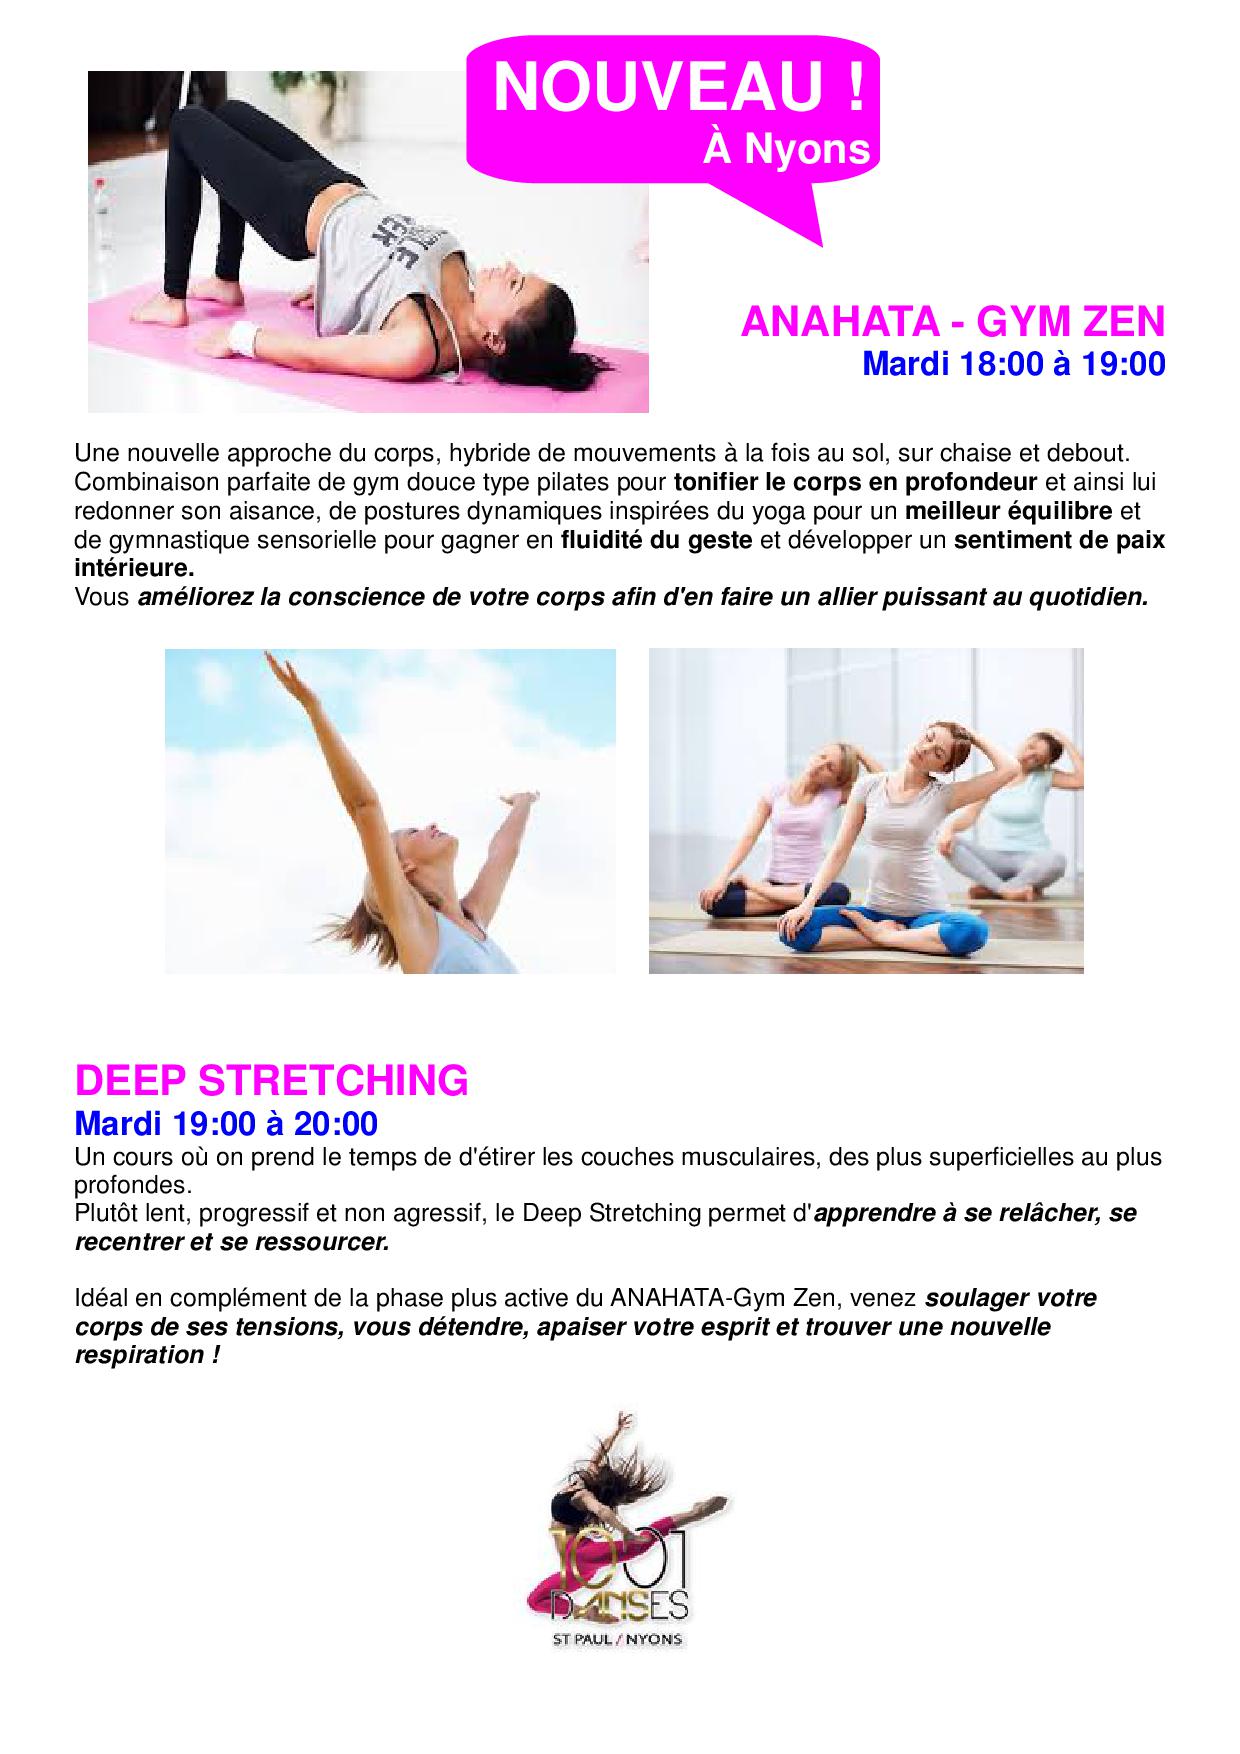 NOUVEAU !
À Nyons
ANAHATA - GYM ZEN
Mardi 18:00 à 19:00
Une nouvelle approche du corps, hybride de mouvements à la fois au sol, sur chaise et debout.
Combinaison parfaite de gym douce type pilates pour tonifier le corps en profondeur et ainsi lui
redonner son aisance, de postures dynamiques inspirées du yoga pour un meilleur équilibre et
de gymnastique sensorielle pour gagner en fluidité du geste et développer un sentiment de paix
intérieure.
Vous améliorez la conscience de votre corps afin d'en faire un allier puissant au quotidien.
DEEP STRETCHING
Mardi 19:00 à 20:00
Un cours où on prend le temps de d'étirer les couches musculaires, des plus superficielles au plus
profondes.
Plutôt lent, progressif et non agressif, le Deep Stretching permet d'apprendre à se relâcher, se
recentrer et se ressourcer.
Idéal en complément de la phase plus active du ANAHATA-Gym Zen, venez soulager votre
corps de ses tensions, vous détendre, apaiser votre esprit et trouver une nouvelle
respiration !
1001
DANSES
ST PAUL / NYONS